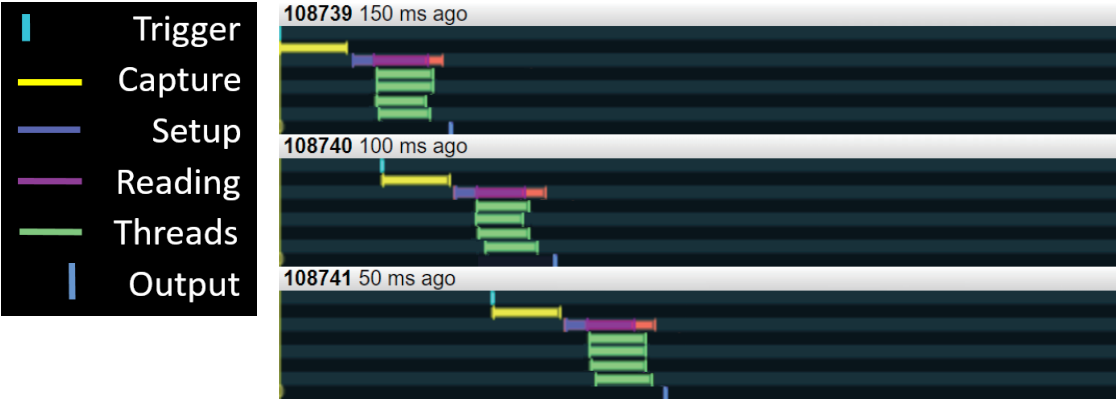 Trigger
Capture
Setup
Reading
Threads
Output
108739 150 ms ago
108740 100 ms ago
108741 50 ms ago